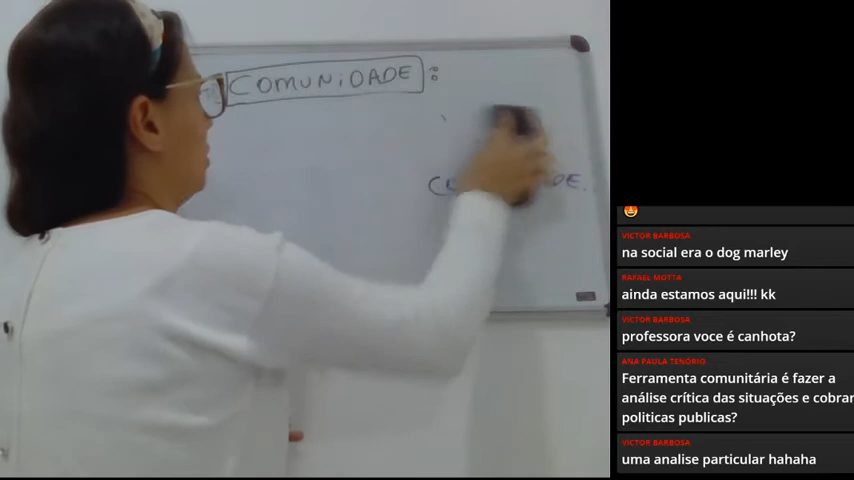 COMUNIDADE:
VICTOR BARBOSA
na social era o dog marley
RAFAEL MOTTA
ainda estamos aqui!!! kk
VICTOR BARBOSA
professora voce é canhota?
ANA PAULA TENÓRIO
Ferramenta comunitária é fazer a
análise crítica das situações e cobrar
politicas publicas?
VICTOR BARBOSA
uma analise particular hahaha